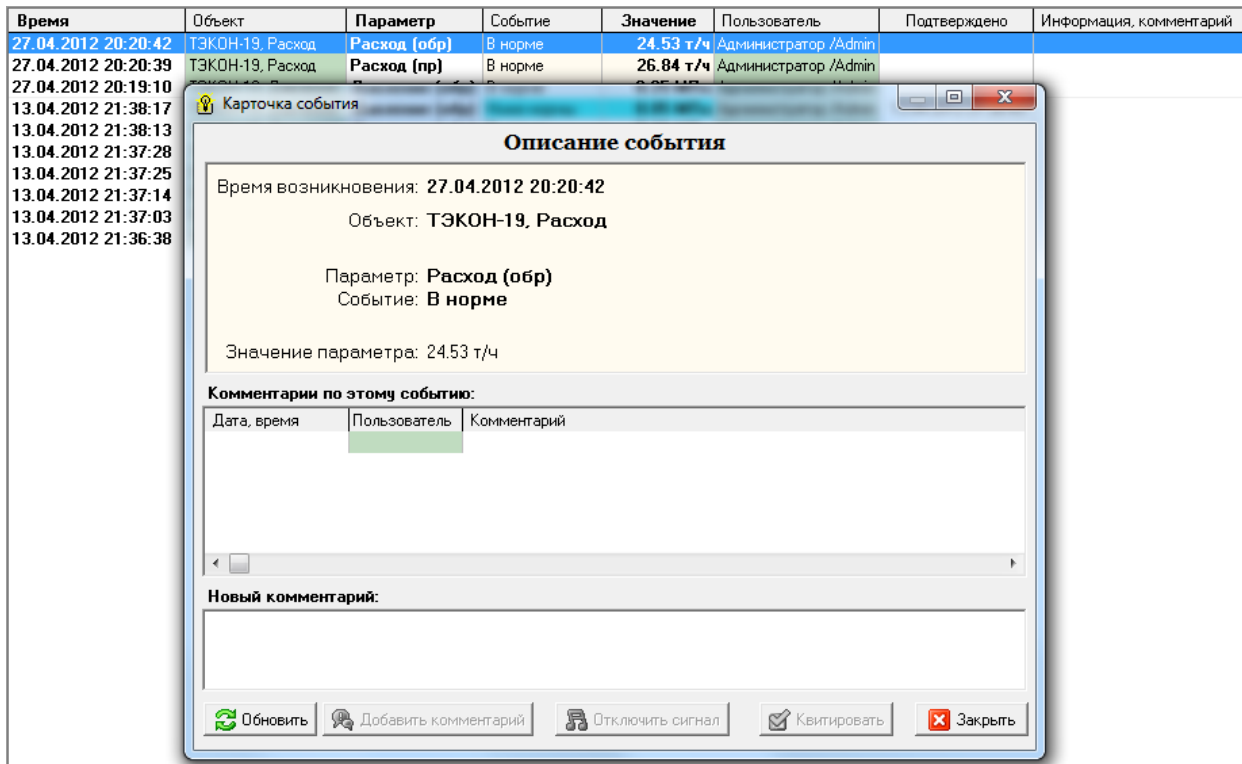 Время Объект Параметр Событие Значение Пользователь Подтверждено Информация, комментарий
27.04.2012 20:20:42 ТЭКОН-19, Расход Расход (обр) В норме 24.53 т/ч Администратор /Admin
27.04.2012 20:20:39 ТЭКОН-19, Расход Расход (пр) В норме 26.84 т/ч Администратор /Admin
27.04.2012 20:19:10
13.04.2012 21:38:17
13.04.2012 21:38:13
13.04.2012 21:37:28
13.04.2012 21:37:25
13.04.2012 21:37:14
13.04.2012 21:37:03
13.04.2012 21:36:38
Карточка события
Описание события
Время возникновения: 27.04.2012 20:20:42
Объект: ТЭКОН-19, Расход
Параметр: Расход (обр)
Событие: В норме
Значение параметра: 24.53 т/ч
Комментарии по этому событию:
Дата, время Пользователь Комментарий
Новый комментарий:
Обновить Добавить комментарий Отключить сигнал Квитировать Закрыть